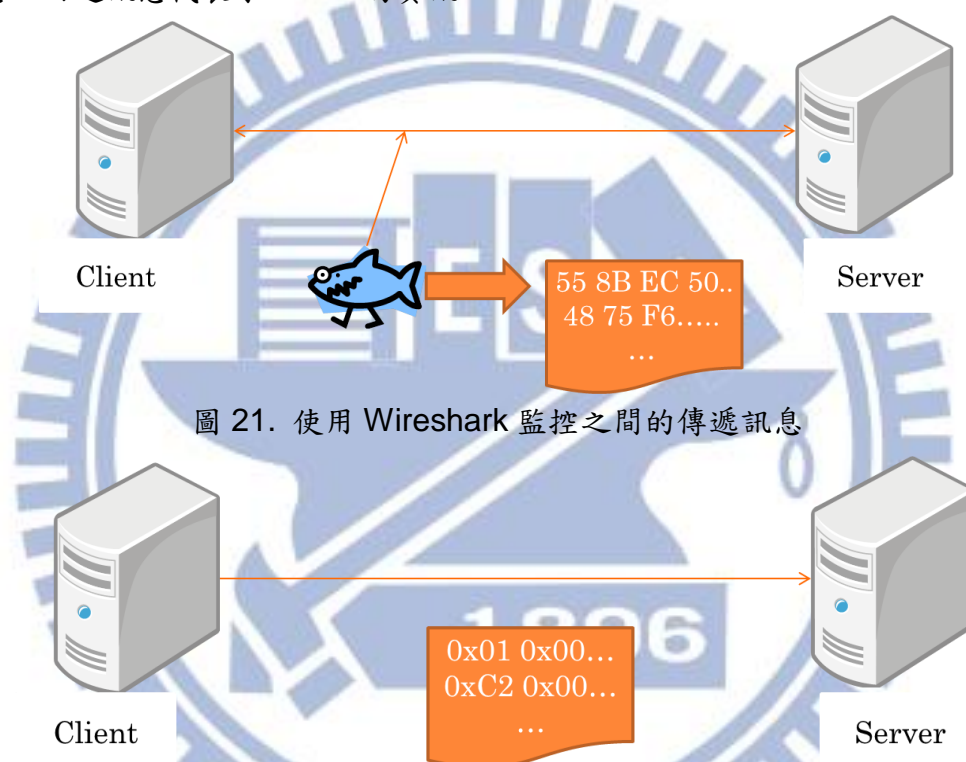 Client
Server
55 8B EC 50..
48 75 F6…..
…
圖 21. 使用 Wireshark 監控之間的傳遞訊息
0x01 0x00…
0xC2 0x00…
…
Client
Server